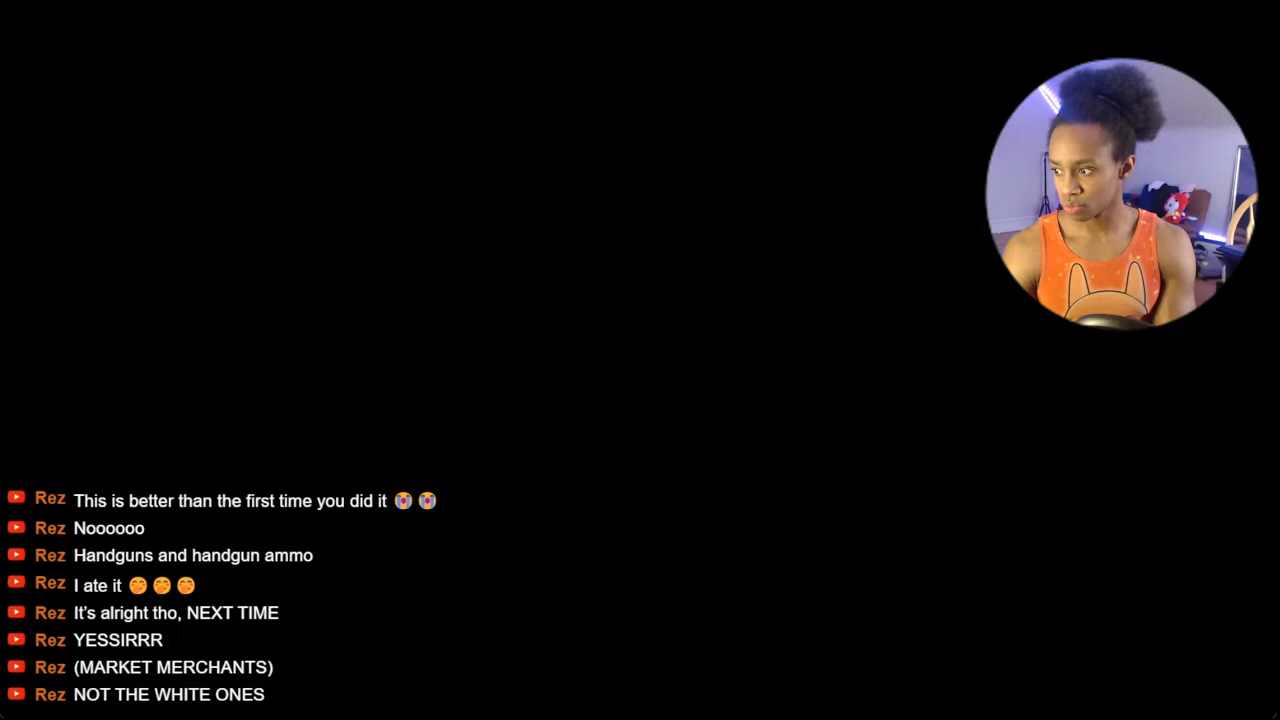 Rez This is better than the first time you did it 😭😭
Rez Noooooo
Rez Handguns and handgun ammo
Rez I ate it 🤭🤭🤭
Rez It's alright tho, NEXT TIME
Rez YESSIRRR
Rez (MARKET MERCHANTS)
Rez NOT THE WHITE ONES